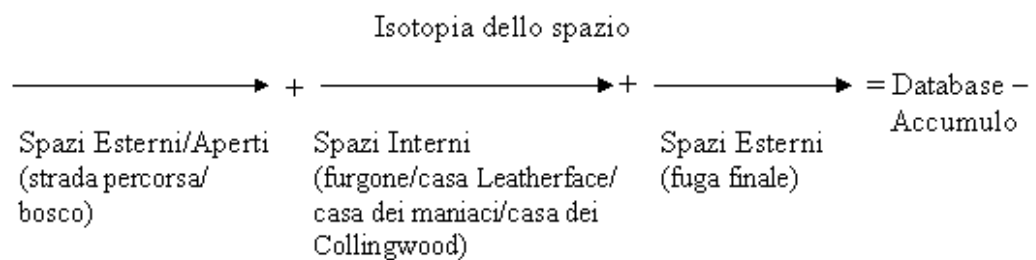 Isotopia dello spazio
+
+
= Database –
Accumulo
Spazi Esterni/Aperti
(strada percorsa/
bosco)
Spazi Interni
(furgone/casa Leatherface/
casa dei maniaci/casa dei
Collingwood)
Spazi Esterni
(fuga finale)